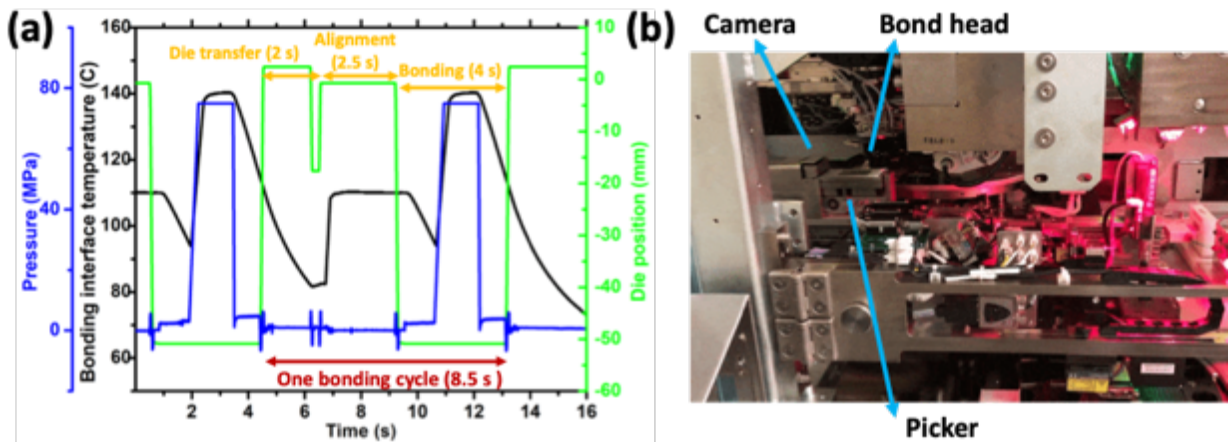 (a)
160
140
120
100
80
60
Bonding interface temperature (C)
80
40
0
Pressure (MPa)
Die transfer (2 s)
Alignment
(2.5 s)
Bonding (4 s)
One bonding cycle (8.5 s )
10
0
-10
-20
-30
-40
-50
-60
Die position (mm)
0 2 4 6 8 10 12 14 16
Time (s)
(b)
Camera
Bond head
Picker